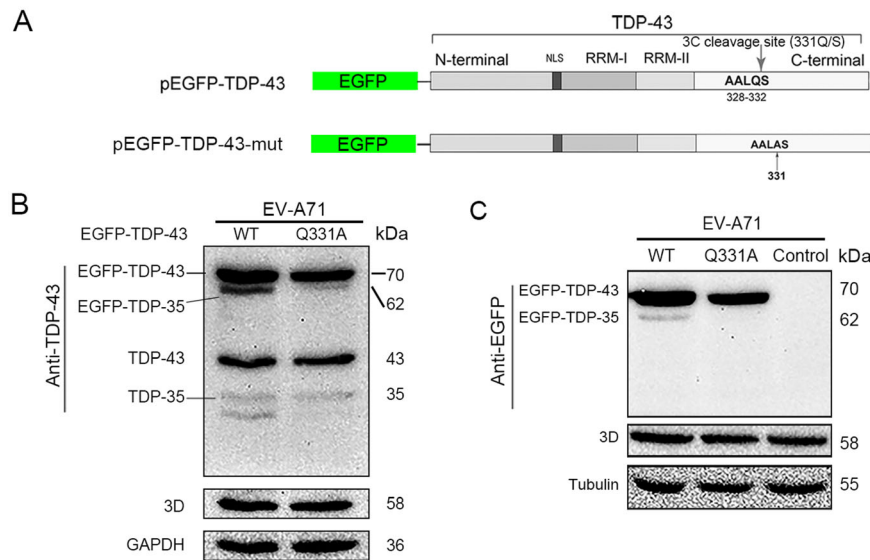 A
TDP-43
3C cleavage site (331Q/S)
N-terminal NLS RRM-I RRM-II C-terminal
pEGFP-TDP-43 EGFP AALQS
328-332
pEGFP-TDP-43-mut EGFP AALAS
331
B
EV-A71
EGFP-TDP-43 WT Q331A kDa
EGFP-TDP-43 70
EGFP-TDP-35 62
Anti-TDP-43
TDP-43 43
TDP-35 35
3D 58
GAPDH 36
C
EV-A71
WT Q331A Control kDa
EGFP-TDP-43 70
EGFP-TDP-35 62
Anti-EGFP
3D 58
Tubulin 55